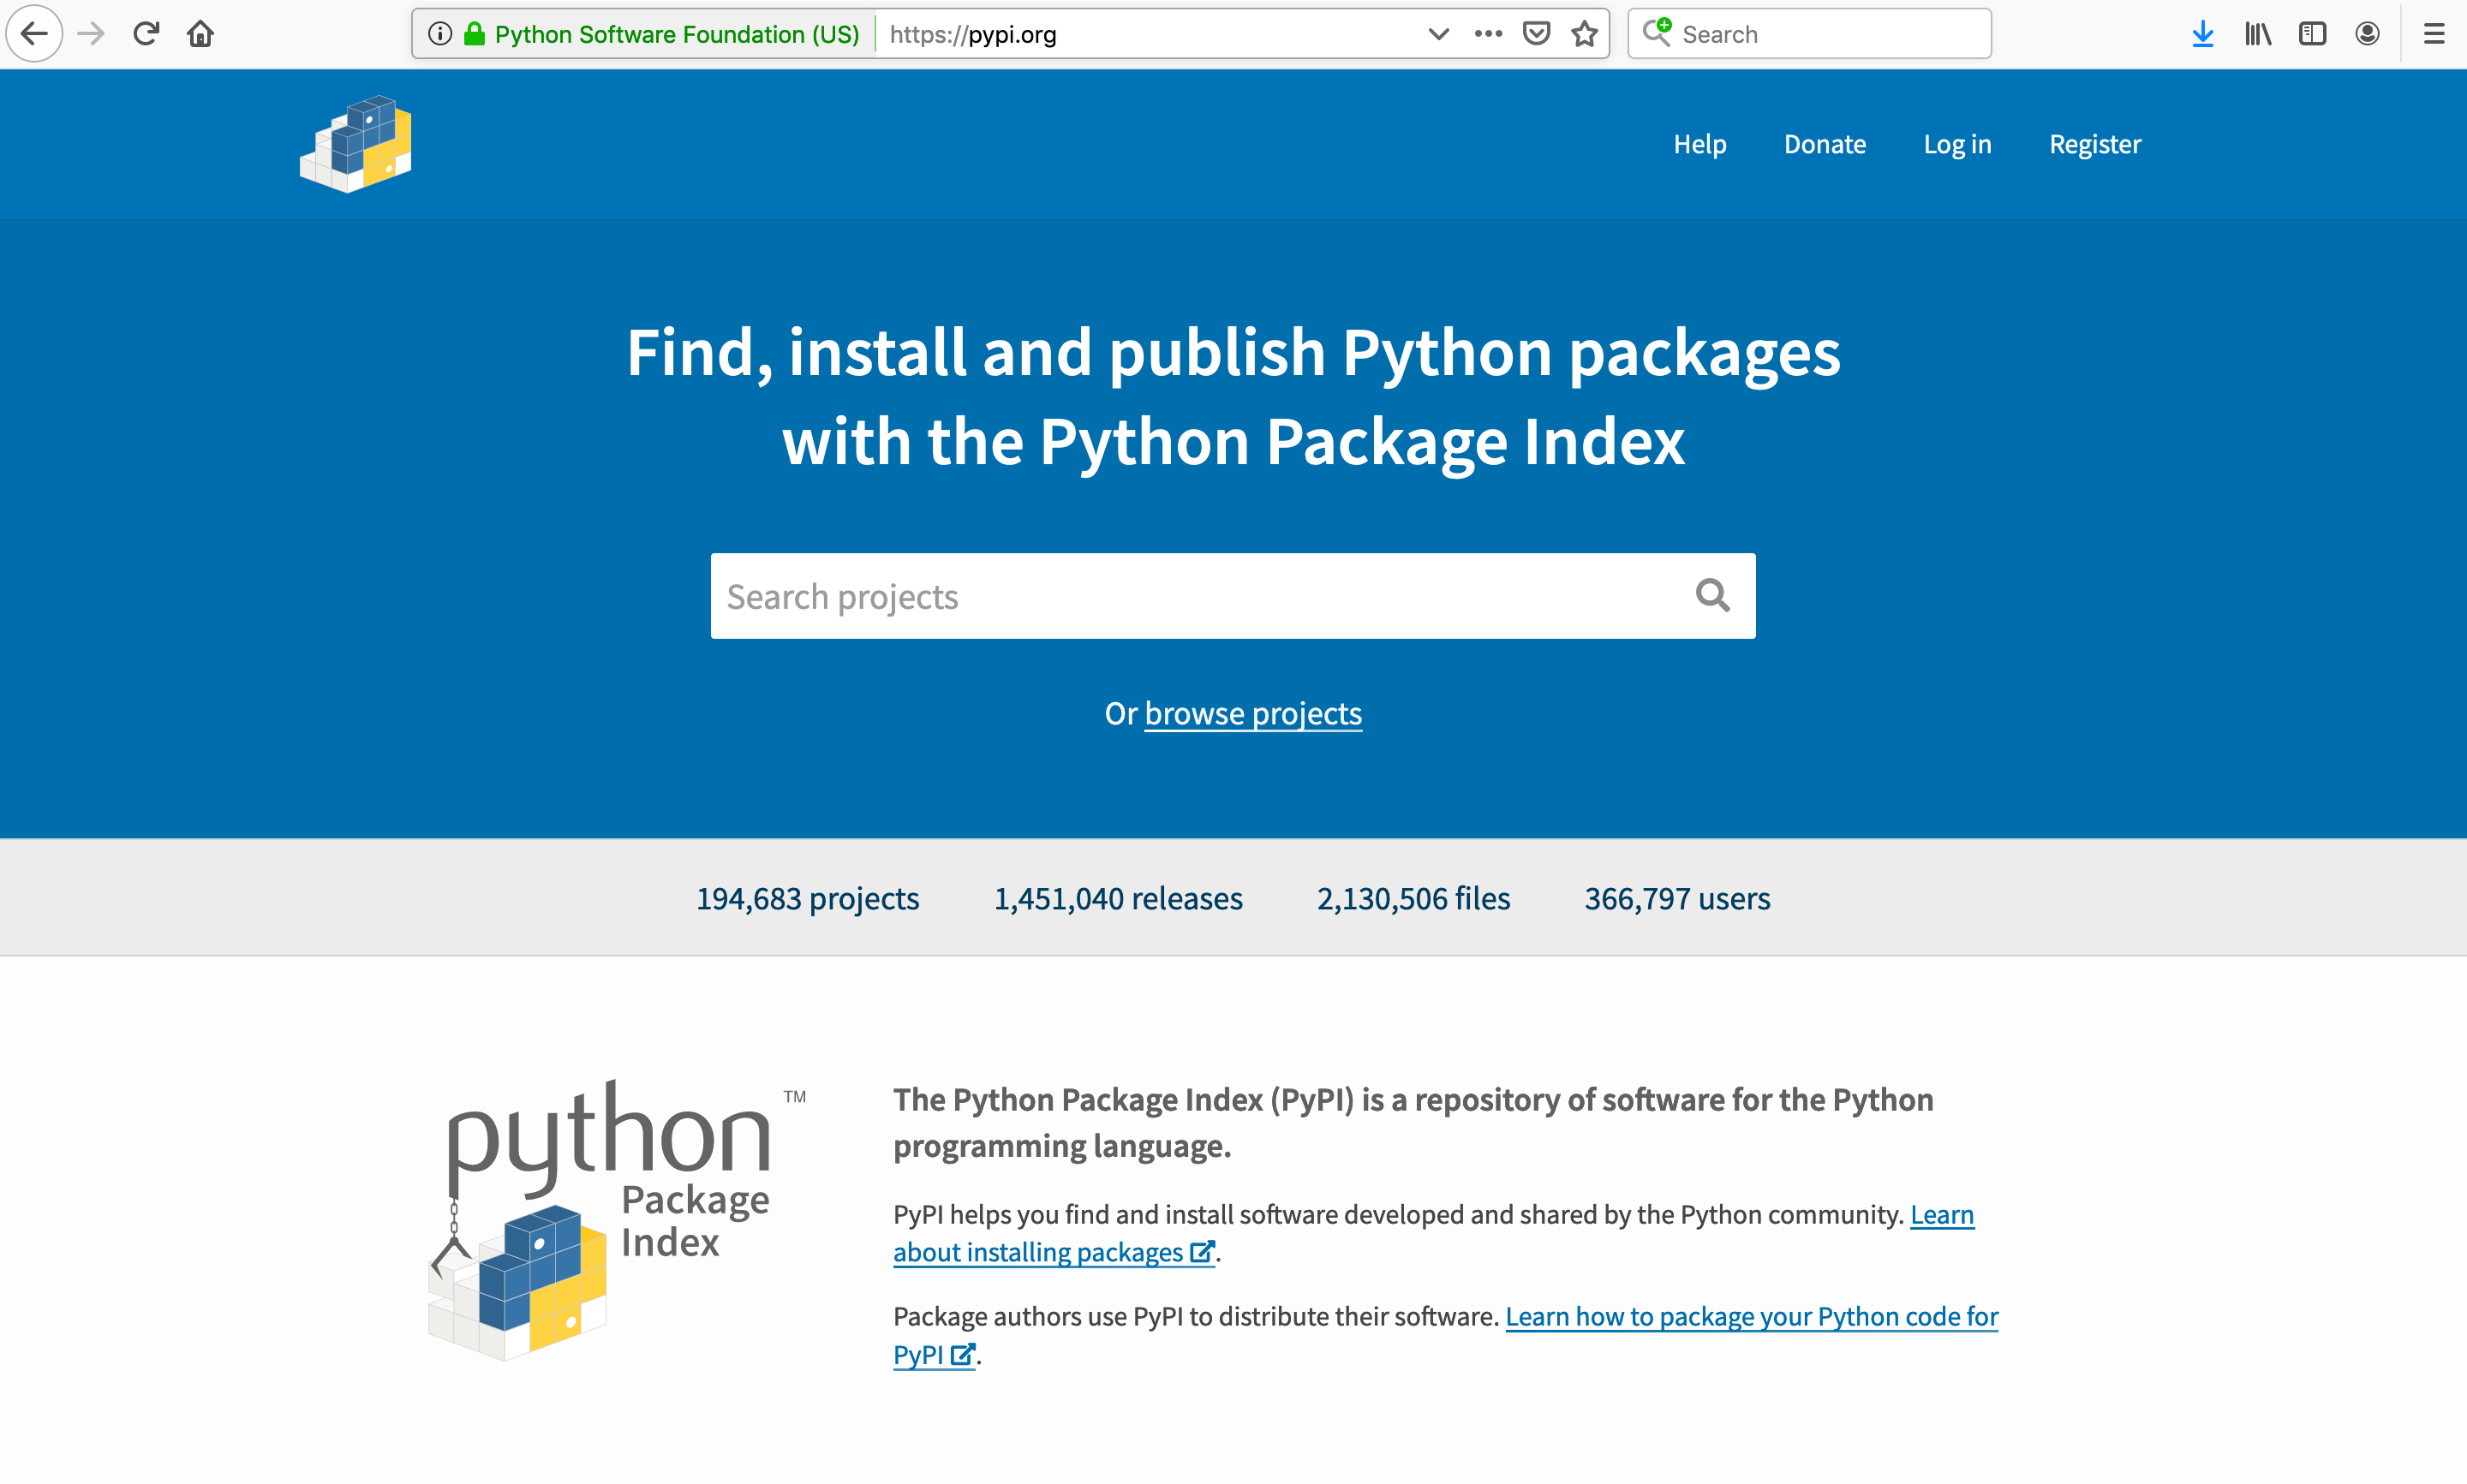 Python Software Foundation (US) https://pypi.org Search
Help Donate Log in Register
Find, install and publish Python packages
with the Python Package Index
Search projects
Or browse projects
194,683 projects 1,451,040 releases 2,130,506 files 366,797 users
python TM
Package
Index
The Python Package Index (PyPI) is a repository of software for the Python
programming language.
PyPI helps you find and install software developed and shared by the Python community. Learn
about installing packages.
Package authors use PyPI to distribute their software. Learn how to package your Python code for
PyPI.